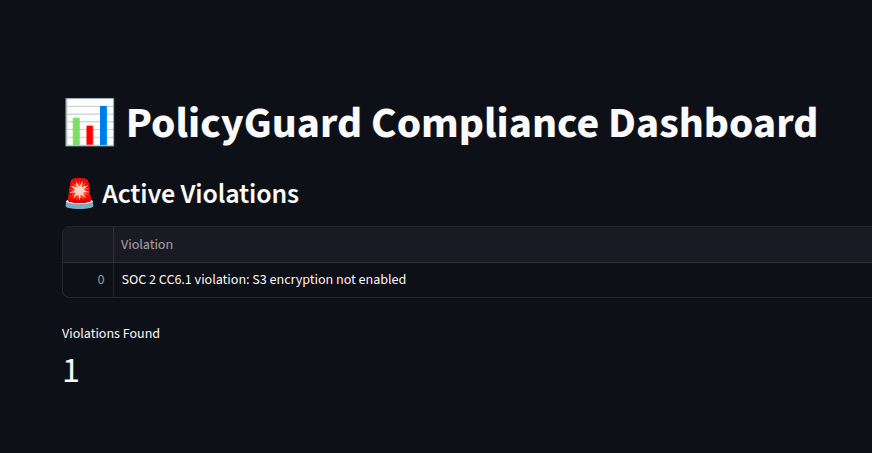 📊 PolicyGuard Compliance Dashboard
🚨 Active Violations
Violation
0 SOC 2 CC6.1 violation: S3 encryption not enabled
Violations Found
1